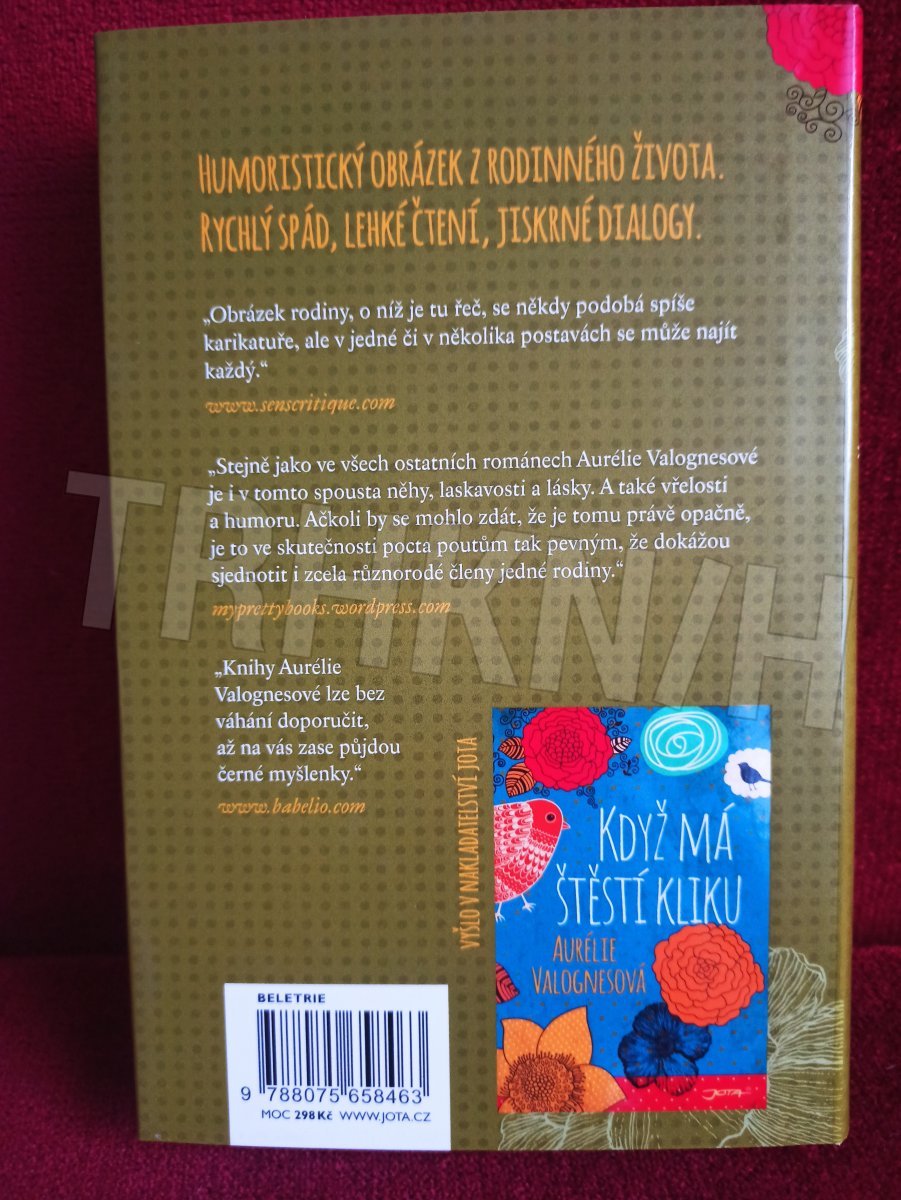 HUMORISTICKÝ OBRÁZEK Z RODINNÉHO ŽIVOTA.
RYCHLÝ SPÁD, LEHKÉ ČTENÍ, JISKRNÉ DIALOGY.
„Obrázek rodiny, o níž je tu řeč, se někdy podobá spíše
karikatuře, ale v jedné či v několika postavách se může najít
každý.“
www.senscritique.com
„Stejně jako ve všech ostatních románech Aurélie Valognesové
je i v tomto spousta něhy, laskavosti a lásky. A také vřelosti
a humoru. Ačkoli by se mohlo zdát, že je tomu právě opačně,
je to ve skutečnosti pocta poutům tak pevným, že dokážou
sjednotit i zcela různorodé členy jedné rodiny.“
myprettybooks.wordpress.com
„Knihy Aurélie
Valognesové lze bez
váhání doporučit,
až na vás zase půjdou
černé myšlenky.“
www.babelio.com
VYŠLO V NAKLADATELSTVÍ JOTA
KDYŽ MÁ
ŠTĚSTÍ KLIKU
AURÉLIE
VALOGNESOVÁ
JOTA
BELETRIE
9 788075 658463
MOC 298 Kč WWW.JOTA.CZ
TRHKN/H